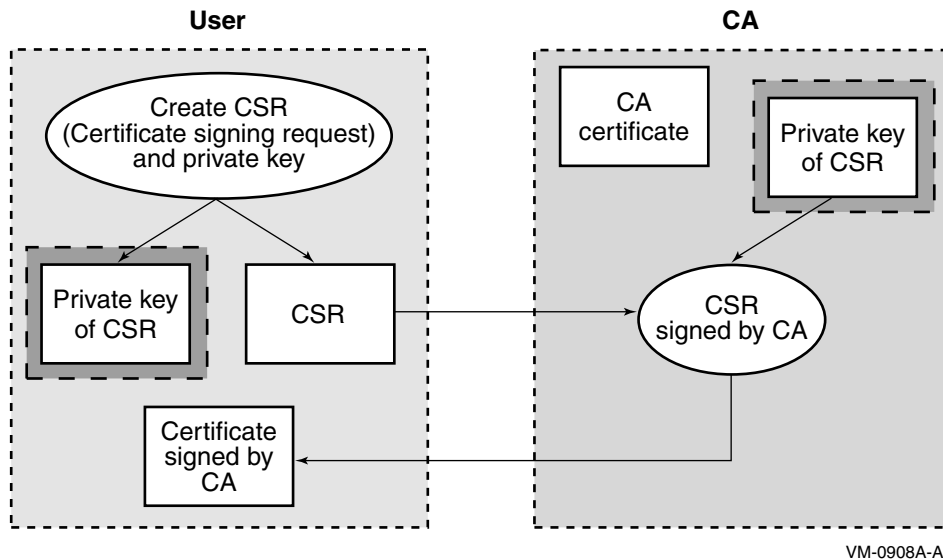 User
CA
Create CSR
(Certificate signing request)
and private key
CA
certificate
Private key
of CSR
Private key
of CSR
CSR
CSR
signed by CA
Certificate
signed by
CA
VM-0908A-AI